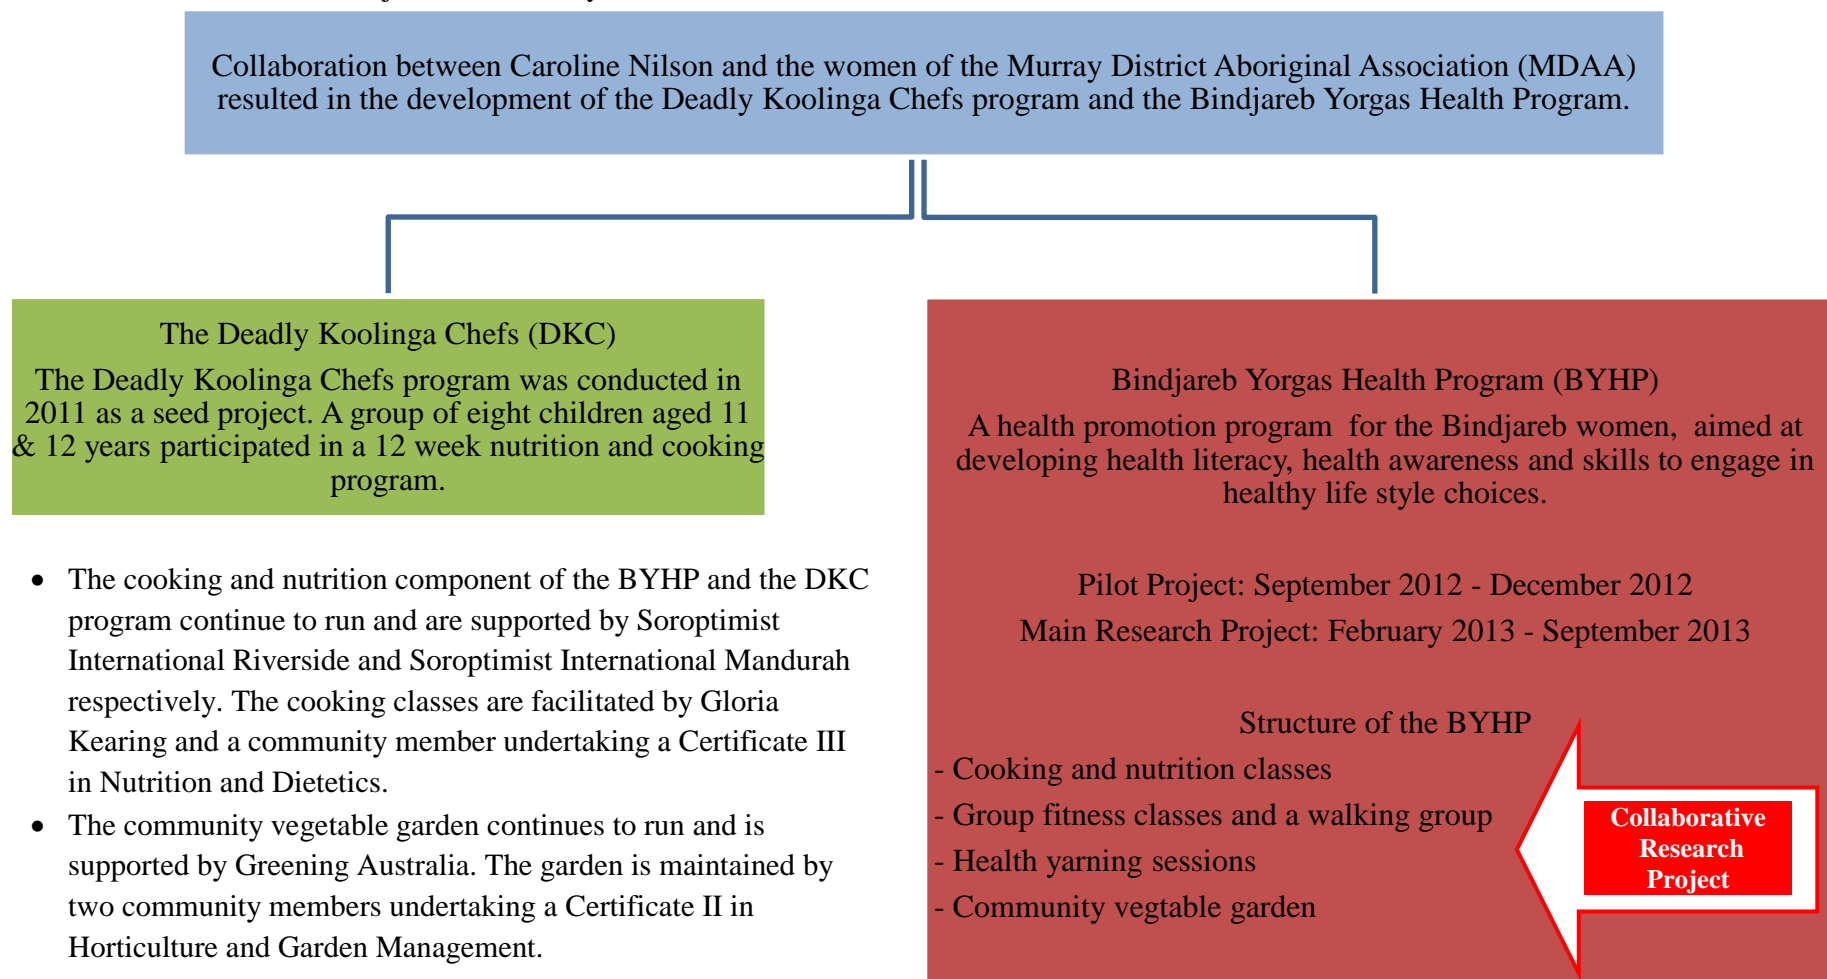 Collaboration between Caroline Nilson and the women of the Murray District Aboriginal Association (MDAA)
resulted in the development of the Deadly Koolinga Chefs program and the Bindjareb Yorgas Health Program.
The Deadly Koolinga Chefs (DKC)
The Deadly Koolinga Chefs program was conducted in
2011 as a seed project. A group of eight children aged 11
& 12 years participated in a 12 week nutrition and cooking
program.
• The cooking and nutrition component of the BYHP and the DKC
program continue to run and are supported by Soroptimist
International Riverside and Soroptimist International Mandurah
respectively. The cooking classes are facilitated by Gloria
Kearing and a community member undertaking a Certificate III
in Nutrition and Dietetics.
• The community vegetable garden continues to run and is
supported by Greening Australia. The garden is maintained by
two community members undertaking a Certificate II in
Horticulture and Garden Management.
Bindjareb Yorgas Health Program (BYHP)
A health promotion program for the Bindjareb women, aimed at
developing health literacy, health awareness and skills to engage in
healthy life style choices.
Pilot Project: September 2012 - December 2012
Main Research Project: February 2013 - September 2013
Structure of the BYHP
- Cooking and nutrition classes
- Group fitness classes and a walking group
- Health yarning sessions
- Community vegtable garden
Collaborative
Research
Project